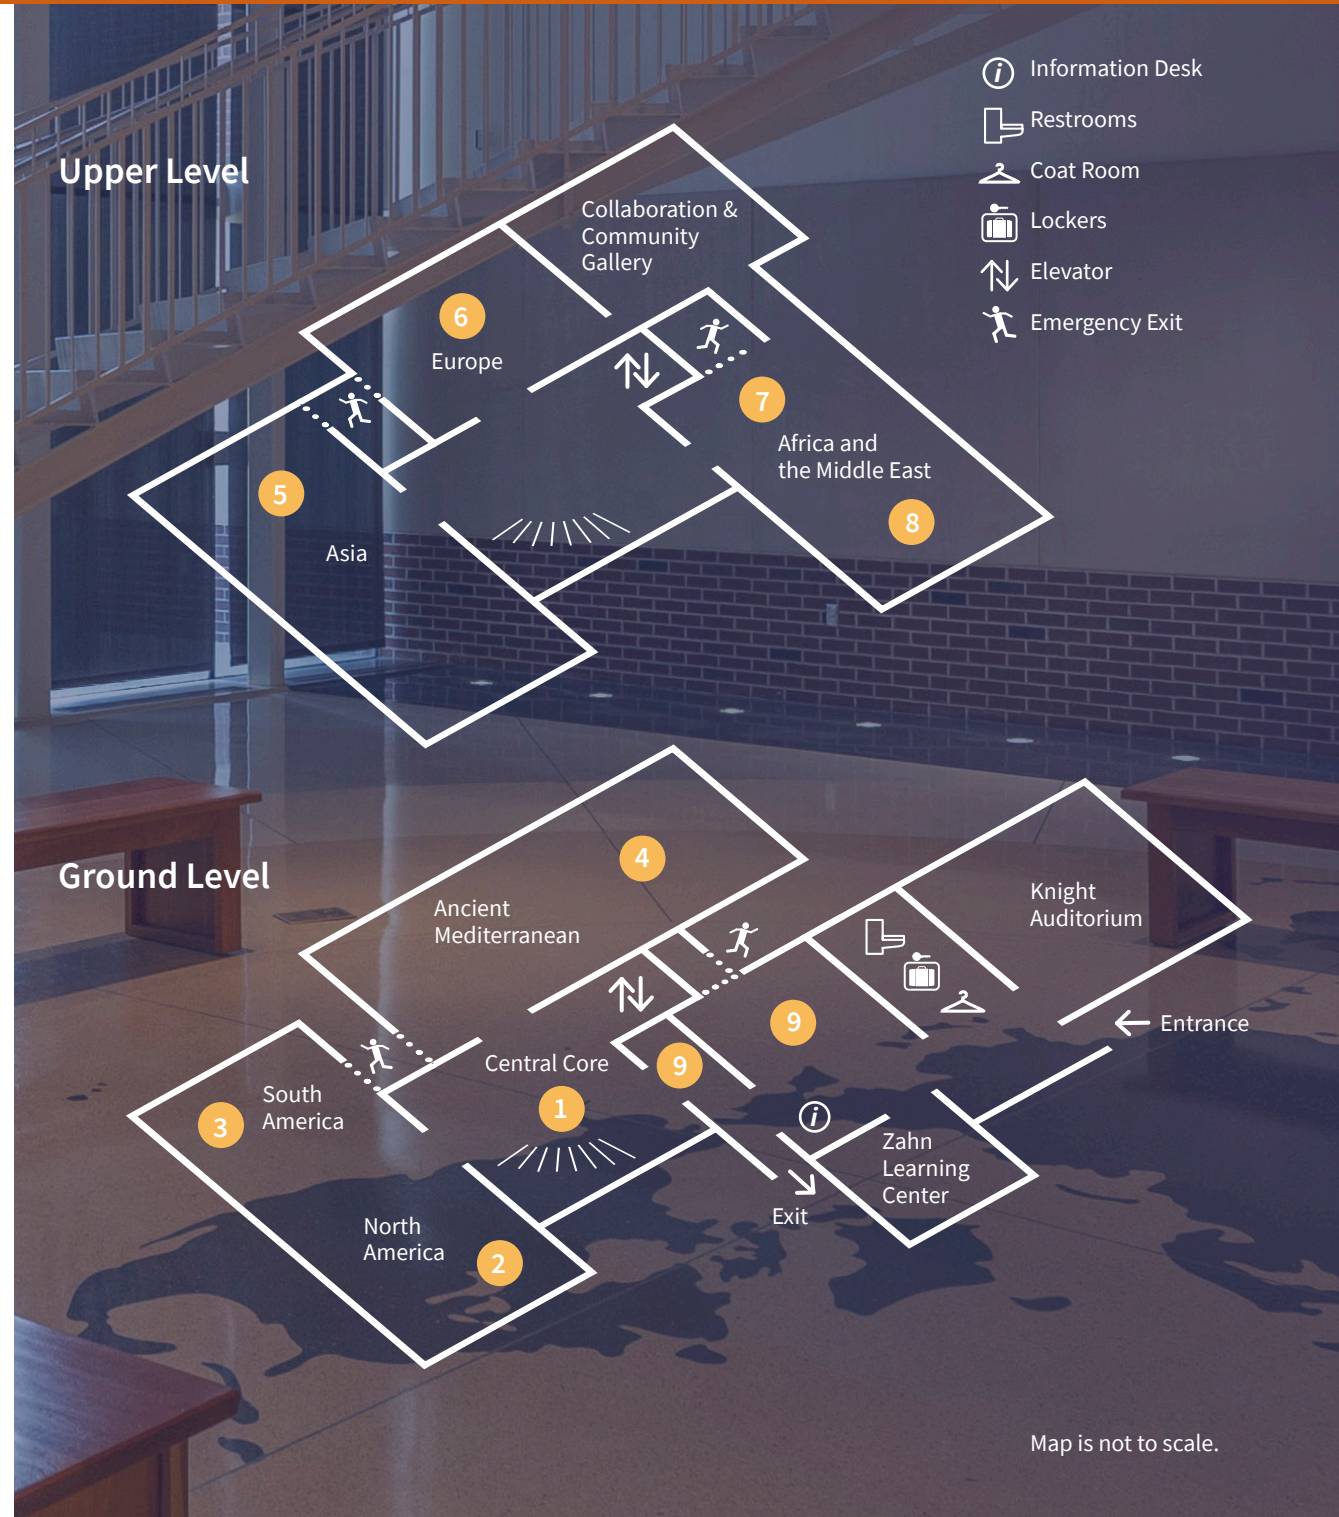 Upper Level
i Information Desk
Restrooms
Coat Room
Lockers
Elevator
Emergency Exit
Collaboration &
Community
Gallery
6
Europe
7
Africa and
the Middle East
5
8
Asia
Ground Level
4
Knight
Auditorium
Ancient
Mediterranean
9
Entrance
Central Core
9
South
America
3
1
i
Zahn
Learning
Center
Exit
North
America
2
Map is not to scale.